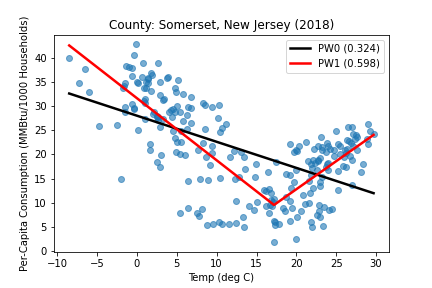 County: Somerset, New Jersey (2018)
PW0 (0.324)
PW1 (0.598)
Per-Capita Consumption (MMBtu/1000 Households)
40
35
30
25
20
15
10
5
0
−10 −5 0 5 10 15 20 25 30
Temp (deg C)